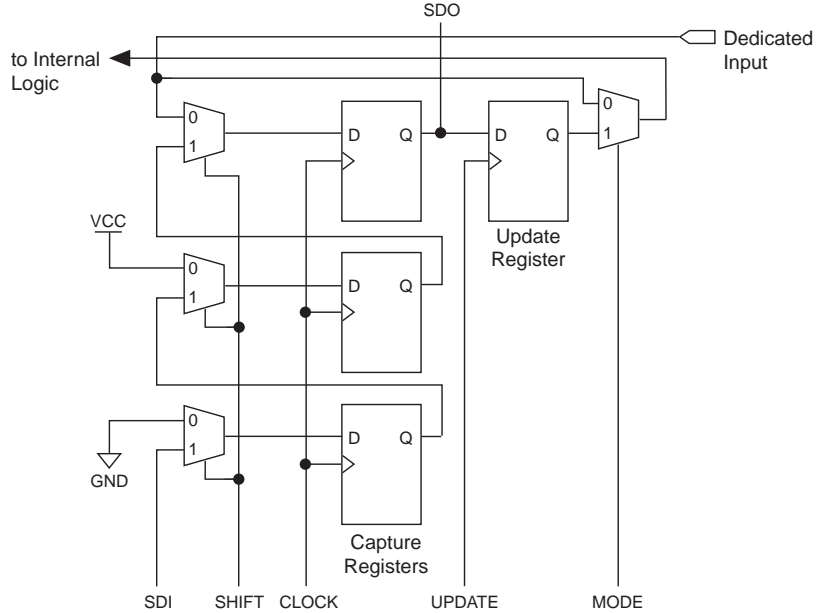 SDO
Dedicated
Input
to Internal
Logic
0
1
D
Q
D
Q
0
1
Update
Register
VCC
0
1
D
Q
0
1
D
Q
GND
Capture
Registers
SDI
SHIFT
CLOCK
UPDATE
MODE